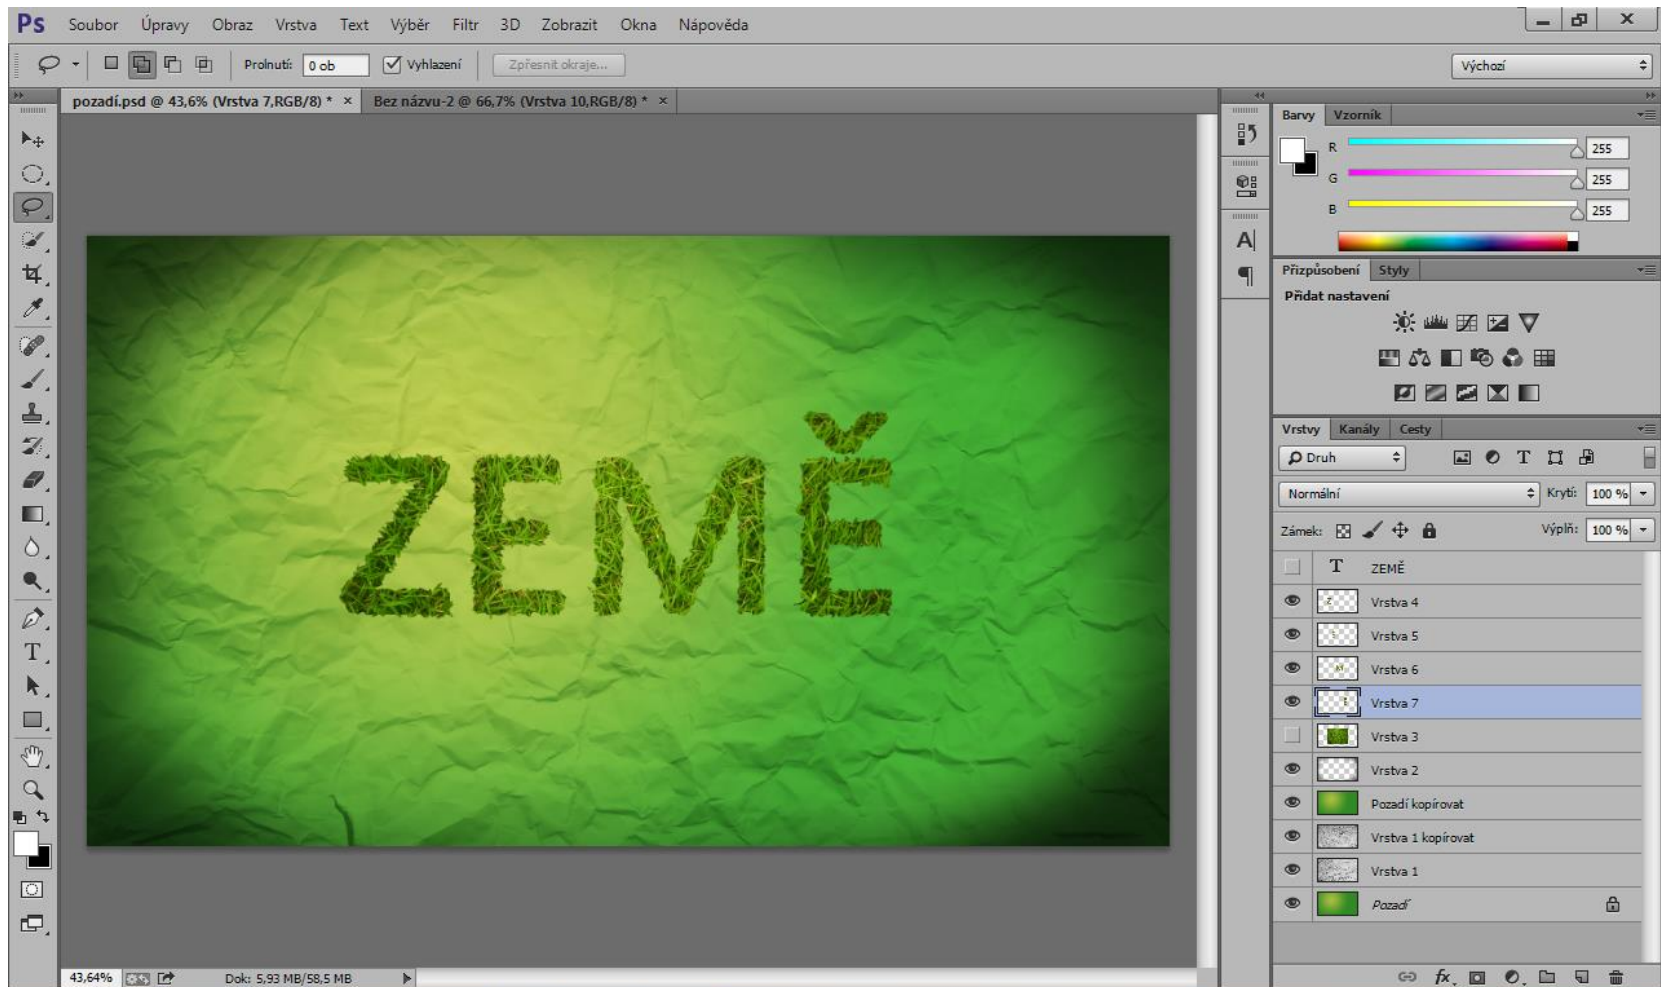 Ps Soubor Úpravy Obraz Vrstva Text Výběr Filtr 3D Zobrazit Okna Nápověda
Prolnutí: 0 ob Vyhlazení Zpřesnit okraje... Výchozí
pozadí.psd @ 43,6% (Vrstva 7,RGB/8) * × Bez názvu-2 @ 66,7% (Vrstva 10,RGB/8) * ×
Barvy Vzorník
R 255
G 255
B 255
Přizpůsobení Styly
Přidat nastavení
ZEMĚ
Vrstvy Kanály Cesty
Druh
Normální Krytí: 100 %
Zámek: Výplň: 100 %
T ZEMĚ
Vrstva 4
Vrstva 5
Vrstva 6
Vrstva 7
Vrstva 3
Vrstva 2
Pozadí kopírovat
Vrstva 1 kopírovat
Vrstva 1
Pozadí
43,64% Dok: 5,93 MB/58,5 MB
fx